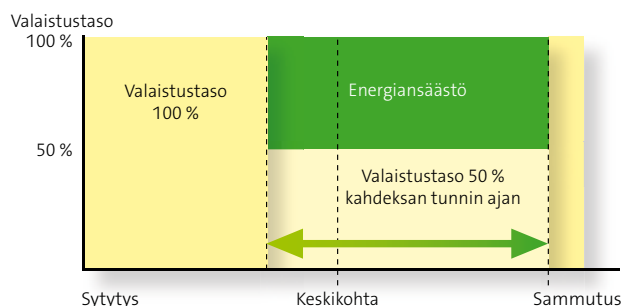 Valaistustaso
100 %
Valaistustaso
100 %
Energiansäästö
50 %
Valaistustaso 50 %
kahdeksan tunnin ajan
Sytytys
Keskikohta
Sammutus